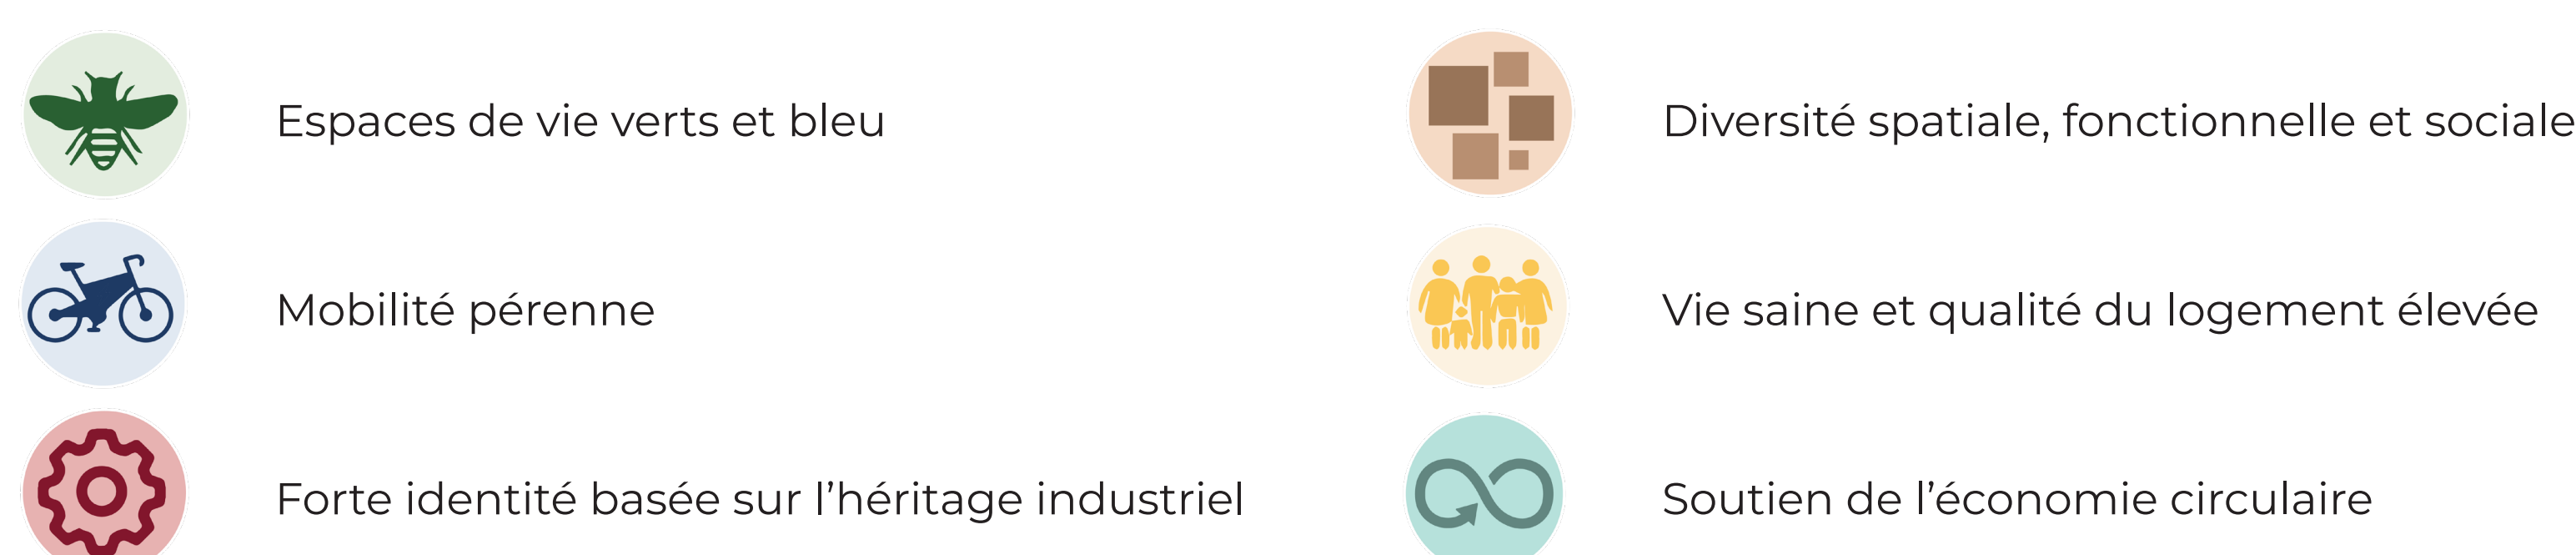 Espaces de vie verts et bleu
Mobilité pérenne
Forte identité basée sur l’héritage industriel
Diversité spatiale, fonctionnelle et sociale
Vie saine et qualité du logement élevée
Soutien de l’économie circulaire